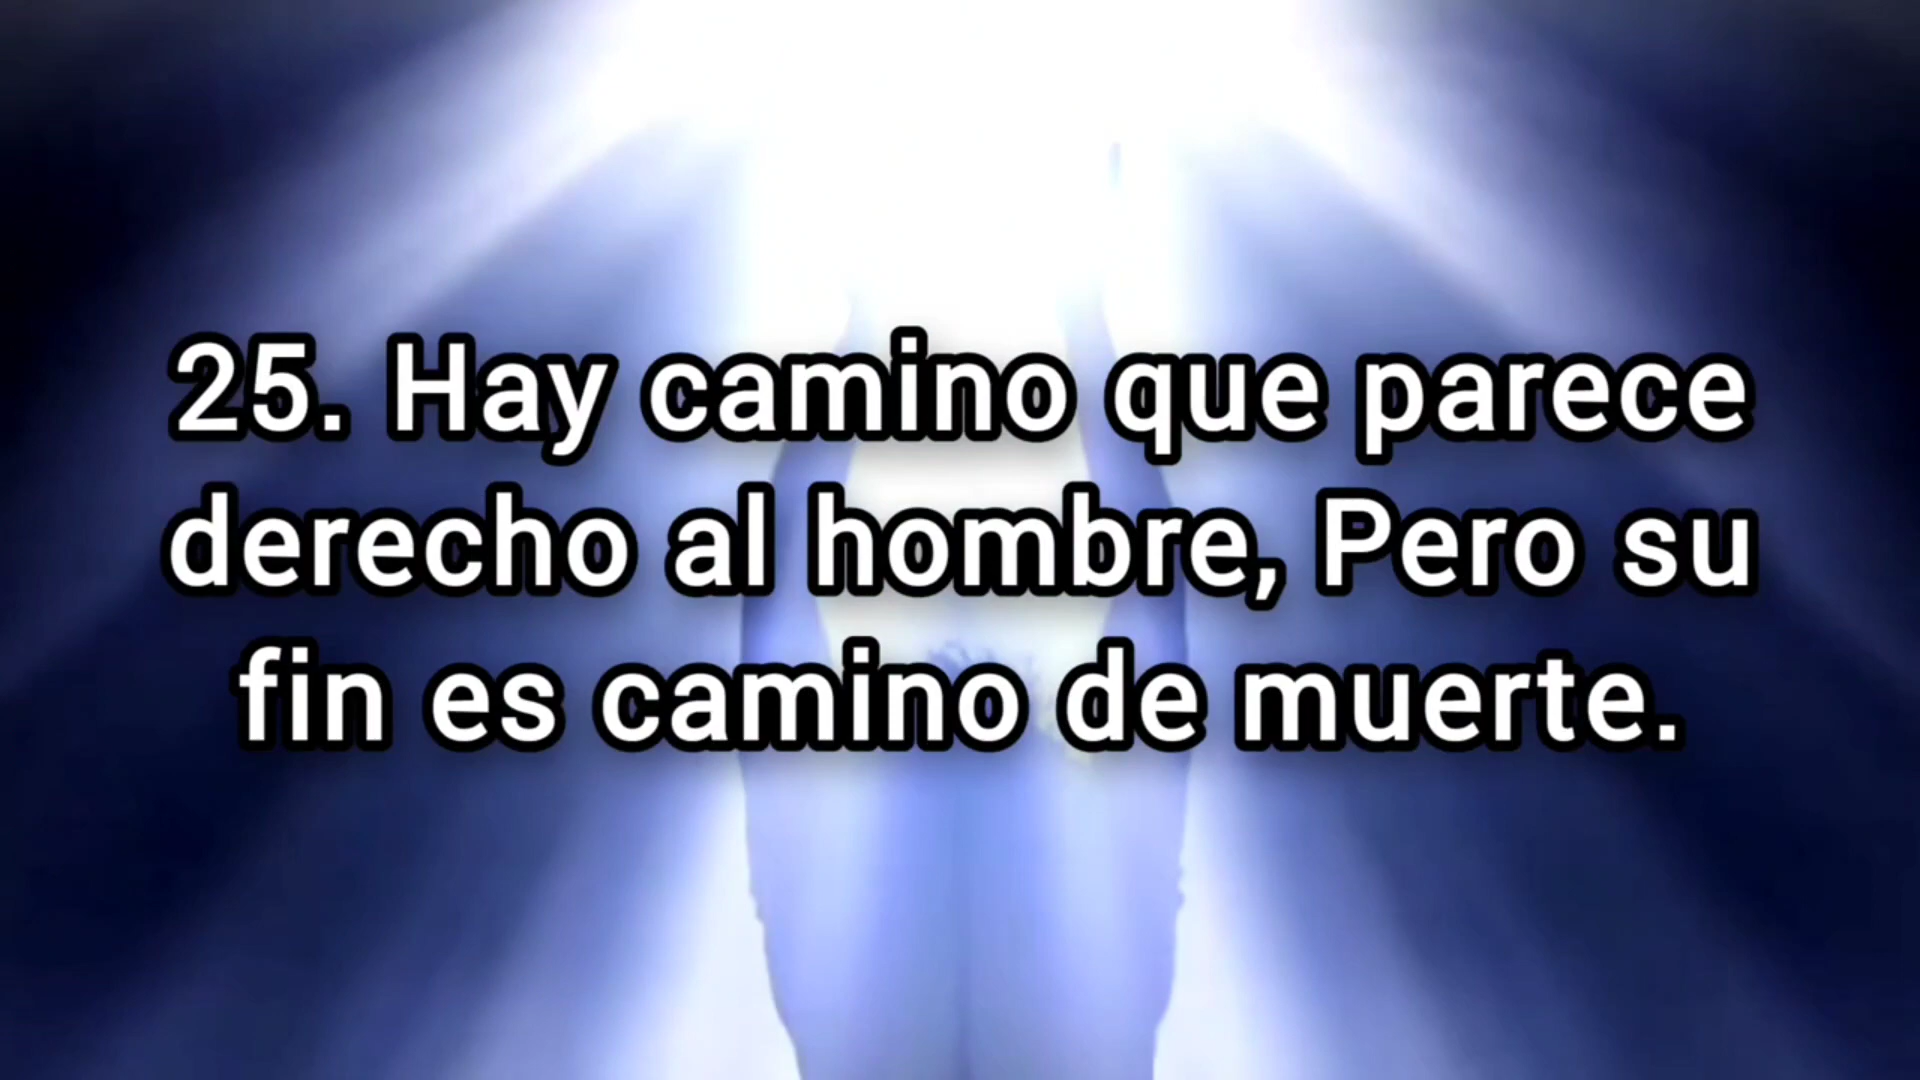 25. Hay camino que parece
derecho al hombre, Pero su
fin es camino de muerte.